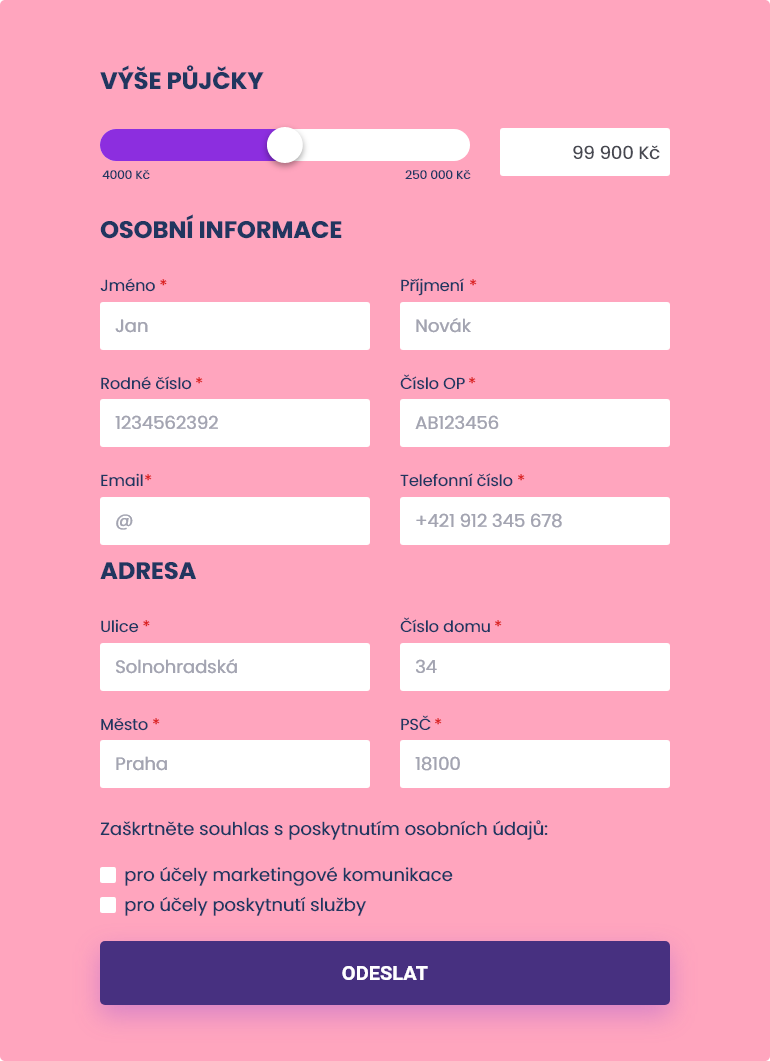 VÝŠE PŮJČKY
99 900 Kč
4000 Kč 250 000 Kč
OSOBNÍ INFORMACE
Jméno * Příjmení *
Jan Novák
Rodné číslo * Číslo OP *
1234562392 AB123456
Email* Telefonní číslo *
@ +421 912 345 678
ADRESA
Ulice * Číslo domu *
Solnohradská 34
Město * PSČ *
Praha 18100
Zaškrtněte souhlas s poskytnutím osobních údajů:
pro účely marketingové komunikace
pro účely poskytnutí služby
ODESLAT